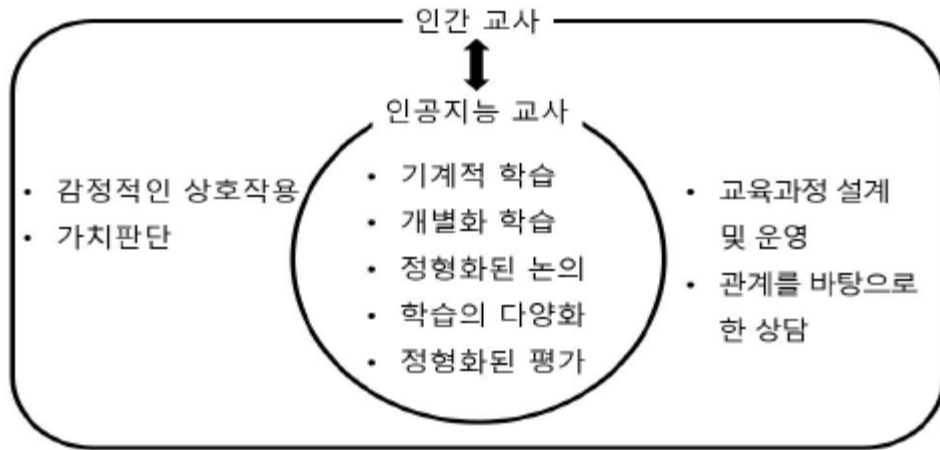 인간 교사
인공지능 교사
• 감정적인 상호작용
• 가치판단
• 기계적 학습
• 개별화 학습
• 정형화된 논의
• 학습의 다양화
• 정형화된 평가
• 교육과정 설계
및 운영
• 관계를 바탕으로
한 상담